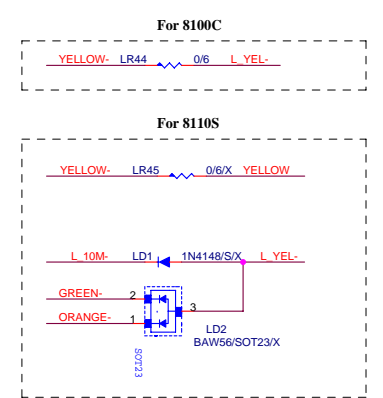 For 8100C
YELLOW- LR44 0/6 L_YEL-
For 8110S
YELLOW- LR45 0/6/X YELLOW
L_10M- LD1 1N4148/S/X L_YEL-
GREEN- 2
3
ORANGE- 1
LD2
BAW56/SOT23/X
SOT23